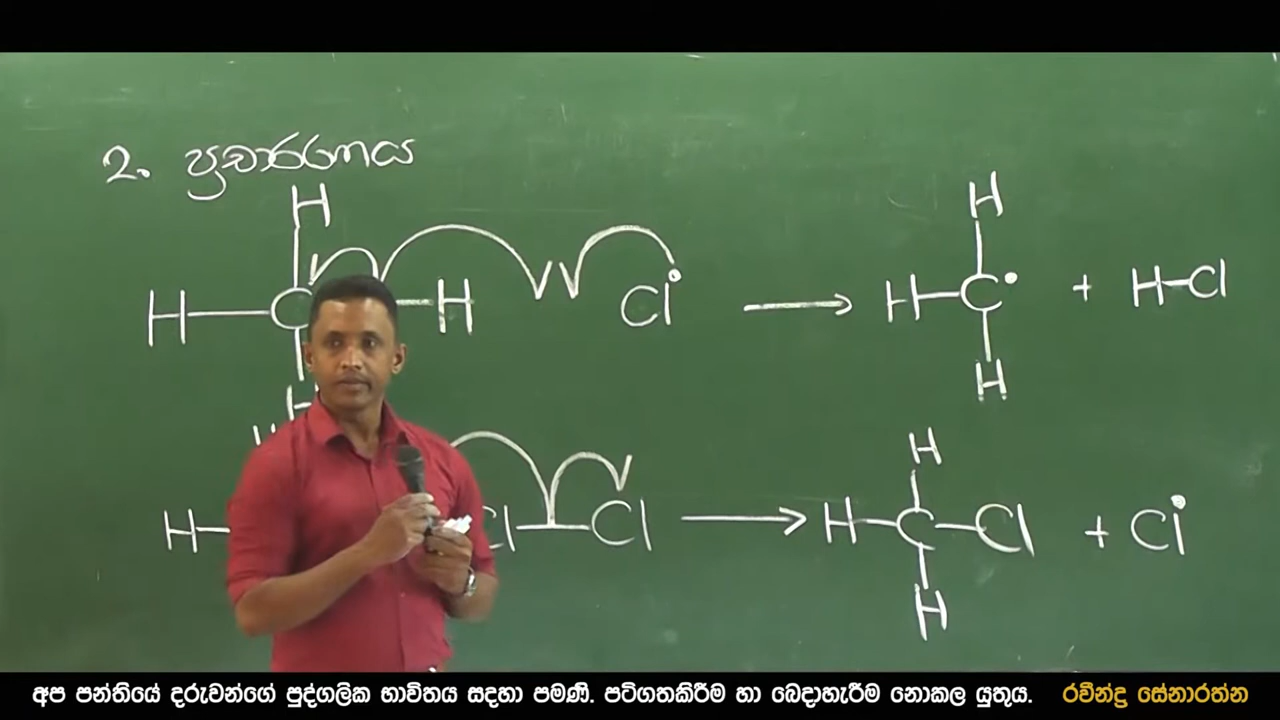 2. ප්‍රචාරණය
H
H—C—H Cl•
H
H
H—C• + H—Cl
H
H
H— Cl—Cl
H
H—C—Cl + Cl•
H
අප පන්තියේ දරුවන්ගේ පුද්ගලික භාවිතය සදහා පමණි. පටිගතකිරීම හා බෙදාහැරීම නොකල යුතුය. රවීන්ද්‍ර සේනාරත්න